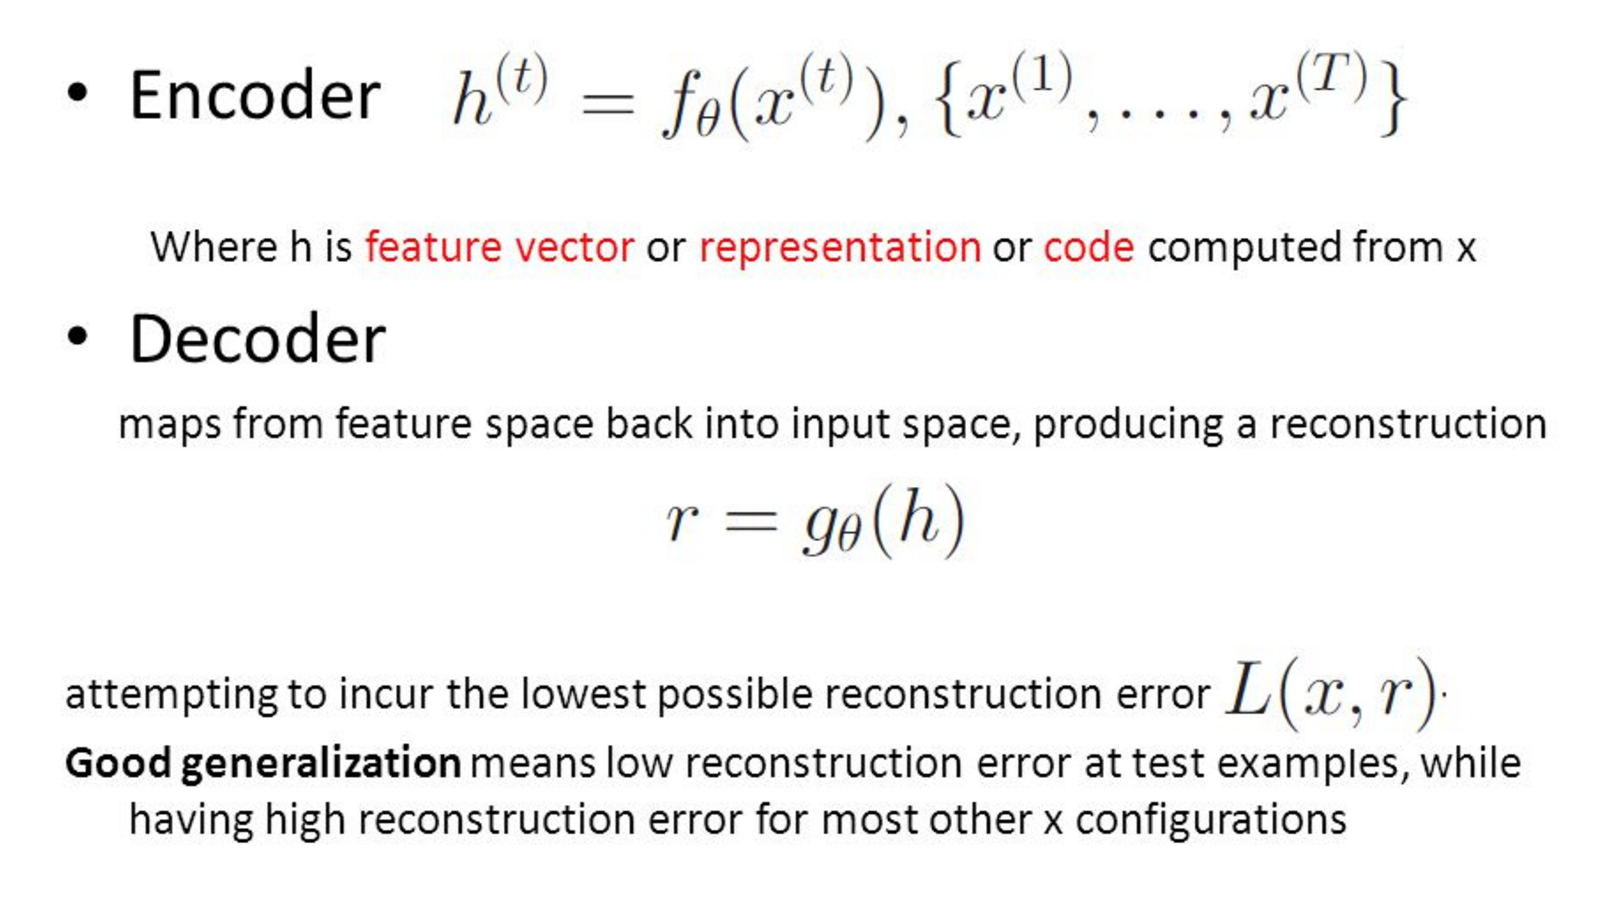 • Encoder h^(t) = f_θ(x^(t)), {x^(1), . . . , x^(T)}
Where h is feature vector or representation or code computed from x
• Decoder
maps from feature space back into input space, producing a reconstruction
r = g_θ(h)
attempting to incur the lowest possible reconstruction error L(x, r).
Good generalization means low reconstruction error at test examples, while
having high reconstruction error for most other x configurations